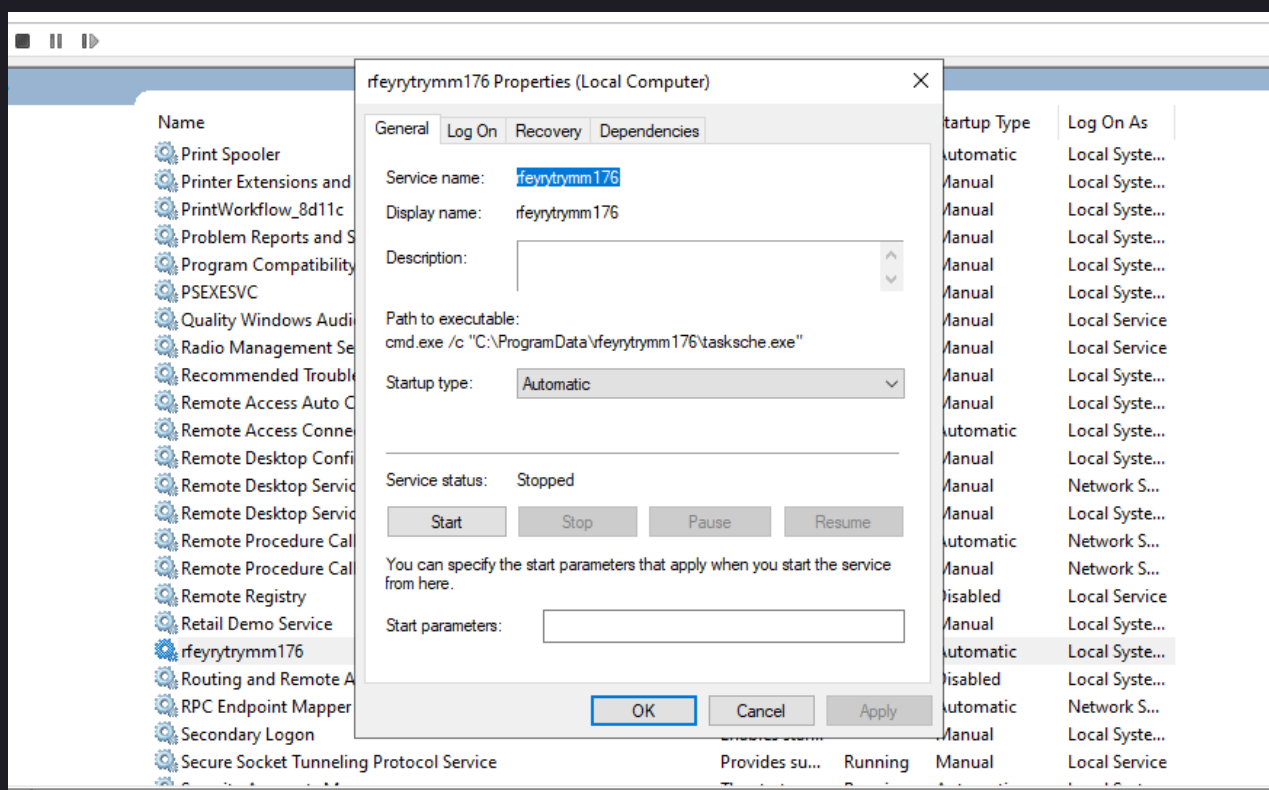 rfeyrytrymm176 Properties (Local Computer)
General Log On Recovery Dependencies
Service name: rfeyrytrymm176
Display name: rfeyrytrymm176
Description:
Path to executable:
cmd.exe /c "C:\ProgramData\rfeyrytrymm176\tasksche.exe"
Startup type: Automatic
Service status: Stopped
Start Stop Pause Resume
You can specify the start parameters that apply when you start the service
from here.
Start parameters:
OK Cancel Apply
Name tartup Type Log On As
Print Spooler utomatic Local Syste...
Printer Extensions and Manual Local Syste...
PrintWorkflow_8d11c Manual Local Syste...
Problem Reports and S Manual Local Syste...
Program Compatibility Manual Local Syste...
PSEXESVC Manual Local Syste...
Quality Windows Audi Manual Local Service
Radio Management Se Manual Local Service
Recommended Trouble Manual Local Syste...
Remote Access Auto C Manual Local Syste...
Remote Access Conne utomatic Local Syste...
Remote Desktop Confi Manual Local Syste...
Remote Desktop Servic Manual Network S...
Remote Desktop Servic Manual Local Syste...
Remote Procedure Cal utomatic Network S...
Remote Procedure Cal Manual Network S...
Remote Registry isabled Local Service
Retail Demo Service Manual Local Syste...
rfeyrytrymm176 utomatic Local Syste...
Routing and Remote A isabled Local Syste...
RPC Endpoint Mapper utomatic Network S...
Secondary Logon Manual Local Syste...
Secure Socket Tunneling Protocol Service Provides su... Running Manual Local Service